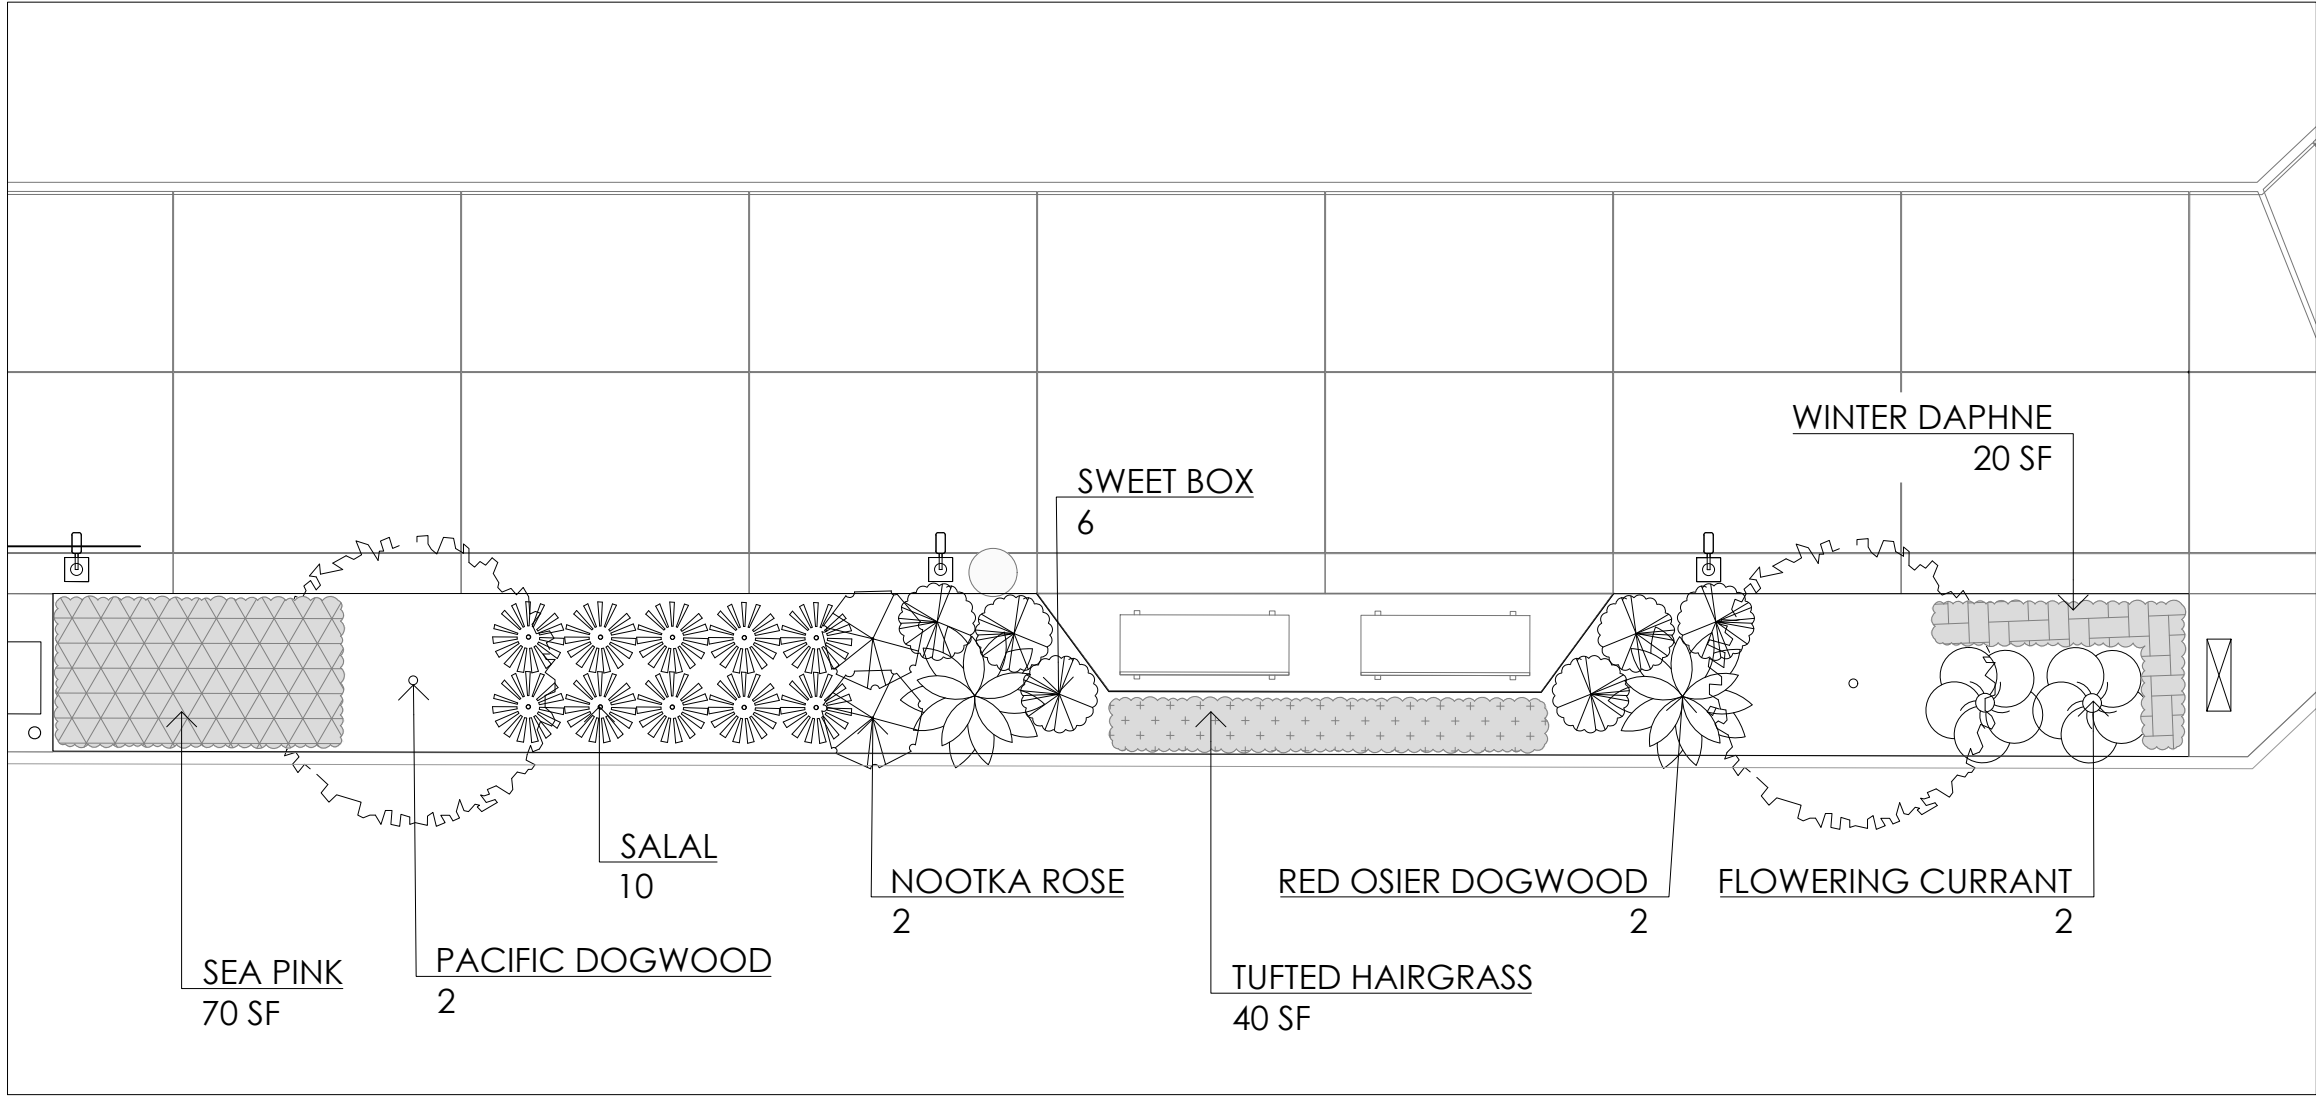 WINTER DAPHNE
20 SF
SWEET BOX
6
SALAL
10
NOOTKA ROSE
2
RED OSIER DOGWOOD
2
FLOWERING CURRANT
2
SEA PINK
70 SF
PACIFIC DOGWOOD
2
TUFTED HAIRGRASS
40 SF